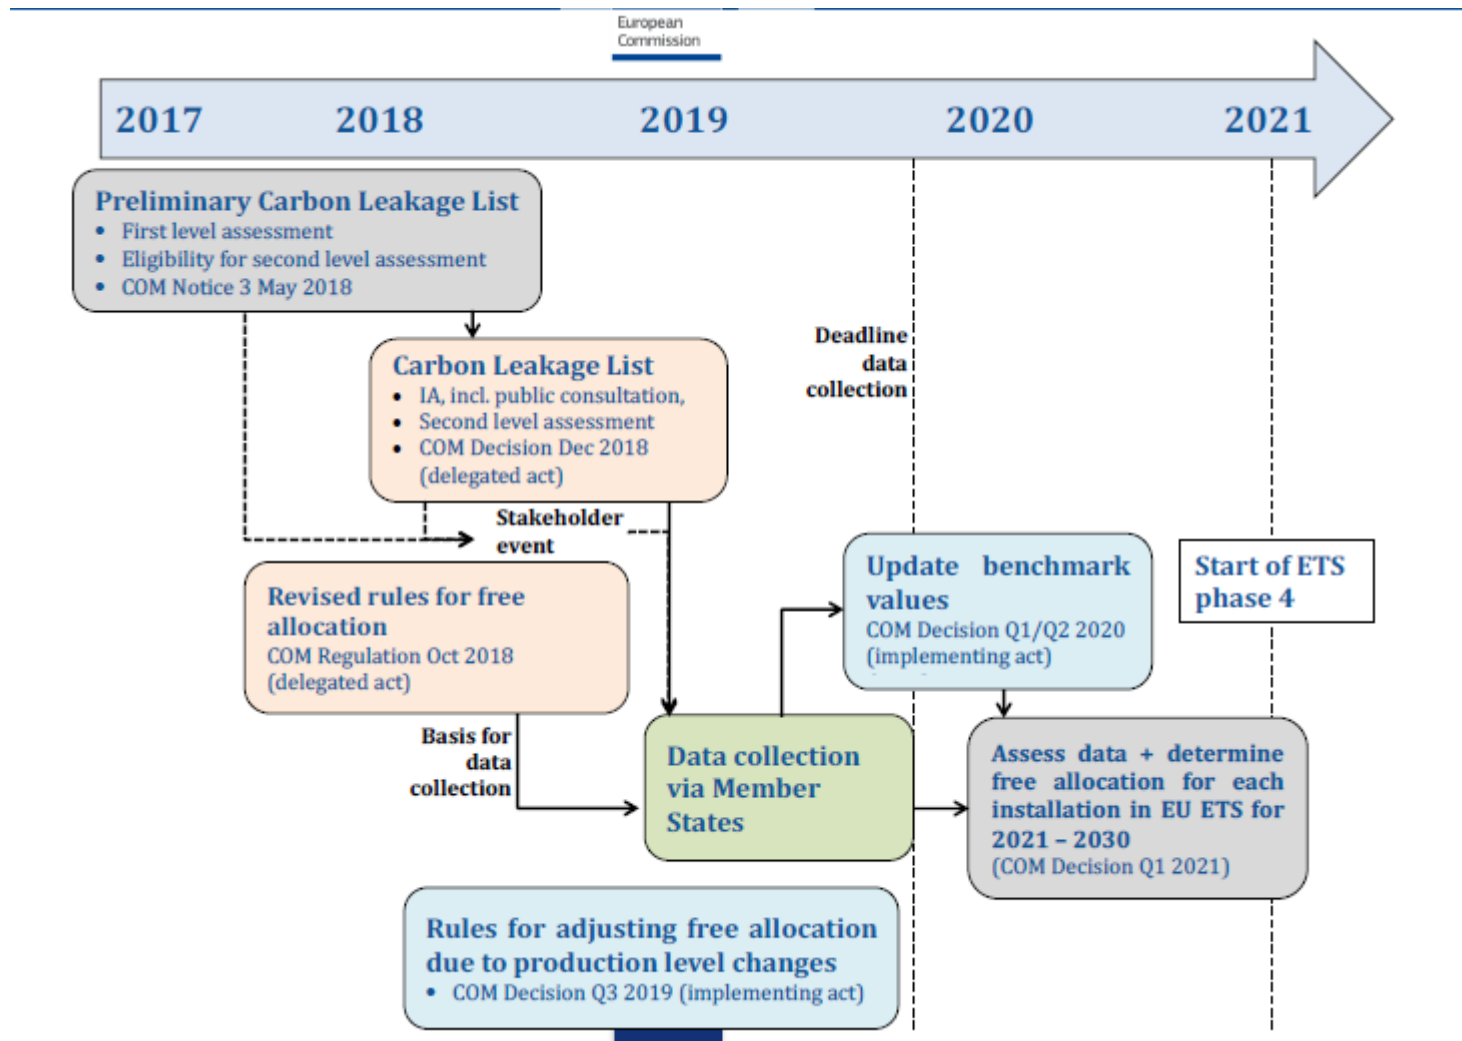 European
Commission
2017 2018 2019 2020 2021
Preliminary Carbon Leakage List
• First level assessment
• Eligibility for second level assessment
• COM Notice 3 May 2018
Carbon Leakage List
• IA, incl. public consultation,
• Second level assessment
• COM Decision Dec 2018
(delegated act)
Deadline
data
collection
Stakeholder
event
Revised rules for free
allocation
COM Regulation Oct 2018
(delegated act)
Update benchmark
values
COM Decision Q1/Q2 2020
(implementing act)
Start of ETS
phase 4
Basis for
data
collection
Data collection
via Member
States
Assess data + determine
free allocation for each
installation in EU ETS for
2021 – 2030
(COM Decision Q1 2021)
Rules for adjusting free allocation
due to production level changes
• COM Decision Q3 2019 (implementing act)